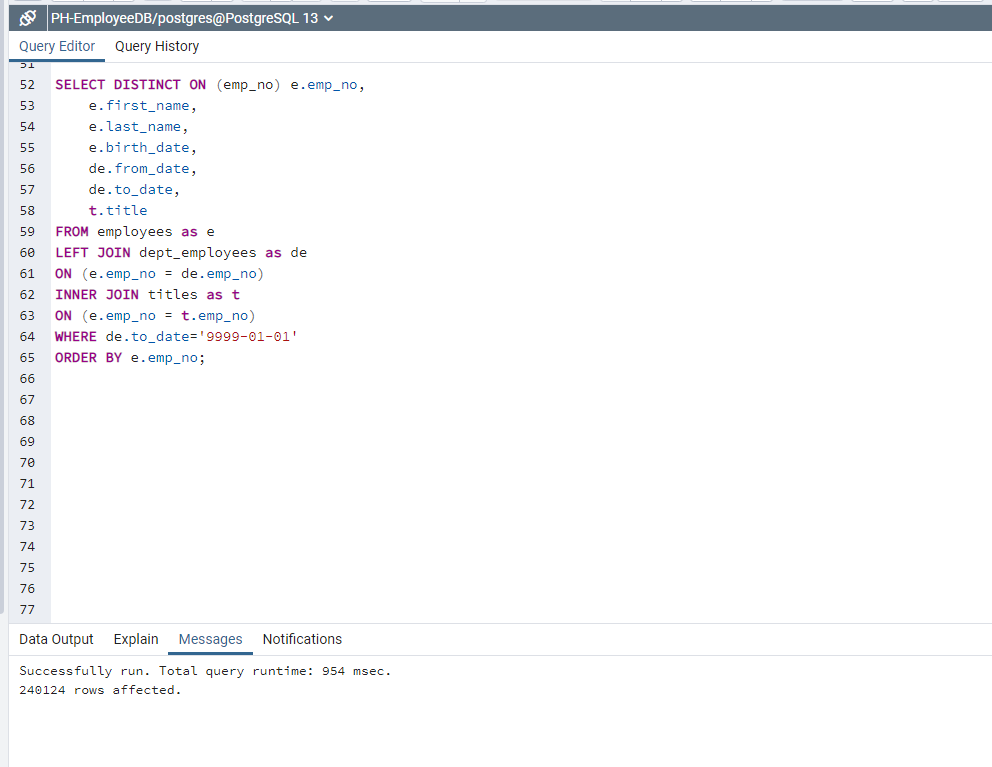 PH-EmployeeDB/postgres@PostgreSQL 13
Query Editor Query History
51
52 SELECT DISTINCT ON (emp_no) e.emp_no,
53     e.first_name,
54     e.last_name,
55     e.birth_date,
56     de.from_date,
57     de.to_date,
58     t.title
59 FROM employees as e
60 LEFT JOIN dept_employees as de
61 ON (e.emp_no = de.emp_no)
62 INNER JOIN titles as t
63 ON (e.emp_no = t.emp_no)
64 WHERE de.to_date='9999-01-01'
65 ORDER BY e.emp_no;
66
67
68
69
70
71
72
73
74
75
76
77
Data Output Explain Messages Notifications
Successfully run. Total query runtime: 954 msec.
240124 rows affected.